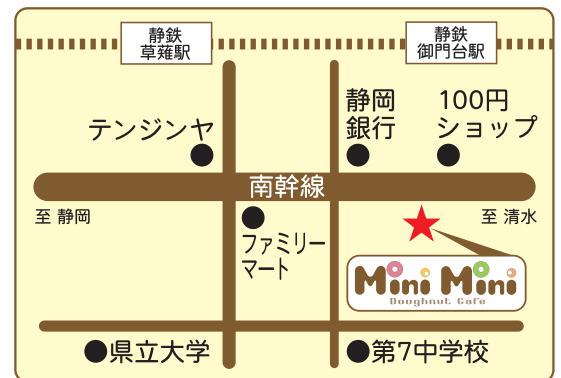 静鉄
草薙駅
静鉄
御門台駅
静岡
銀行
100円
ショップ
テンジンヤ
南幹線
至 静岡
至 清水
ファミリー
マート
Mini Mini
Doughnut Cafe
県立大学
第7中学校